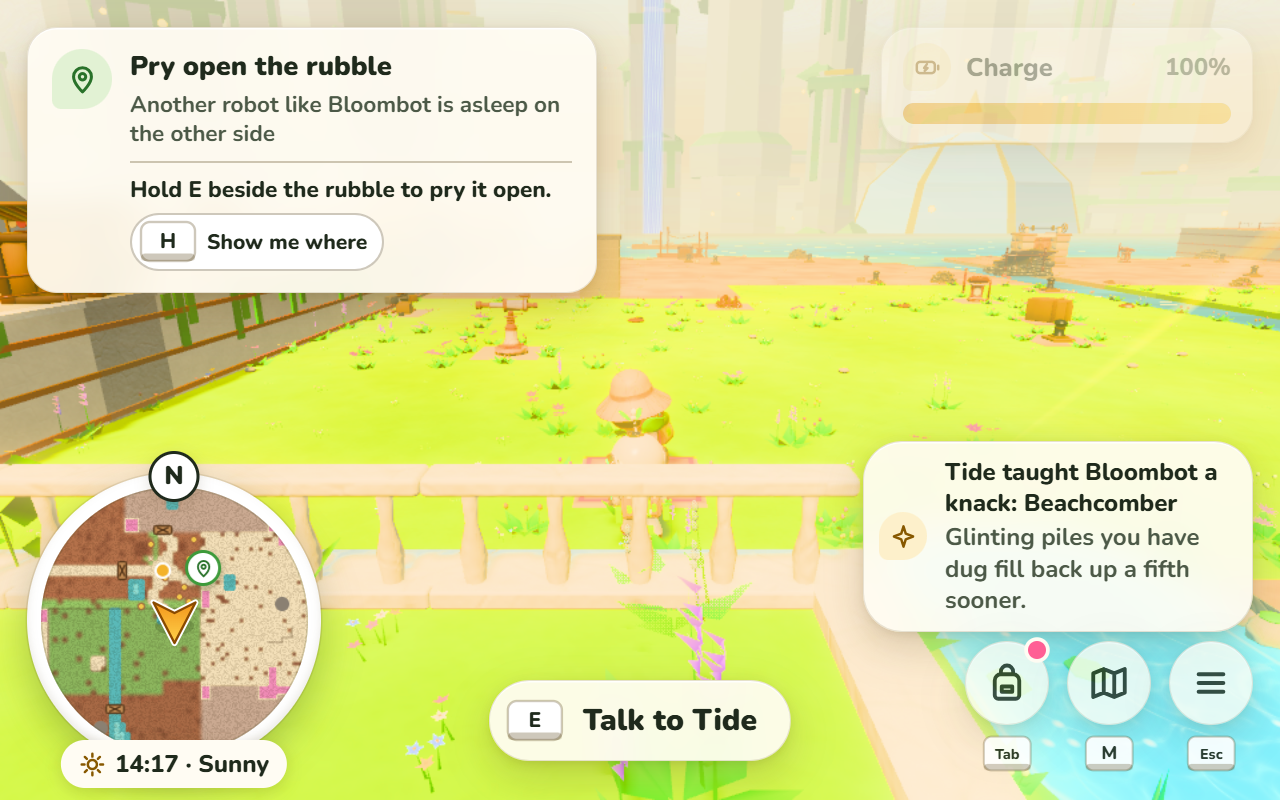 Pry open the rubble
Another robot like Bloombot is asleep on
the other side
Hold E beside the rubble to pry it open.
H Show me where
Charge 100%
N
Tide taught Bloombot a
knack: Beachcomber
Glinting piles you have
dug fill back up a fifth
sooner.
E Talk to Tide
Tab M Esc
14:17 · Sunny